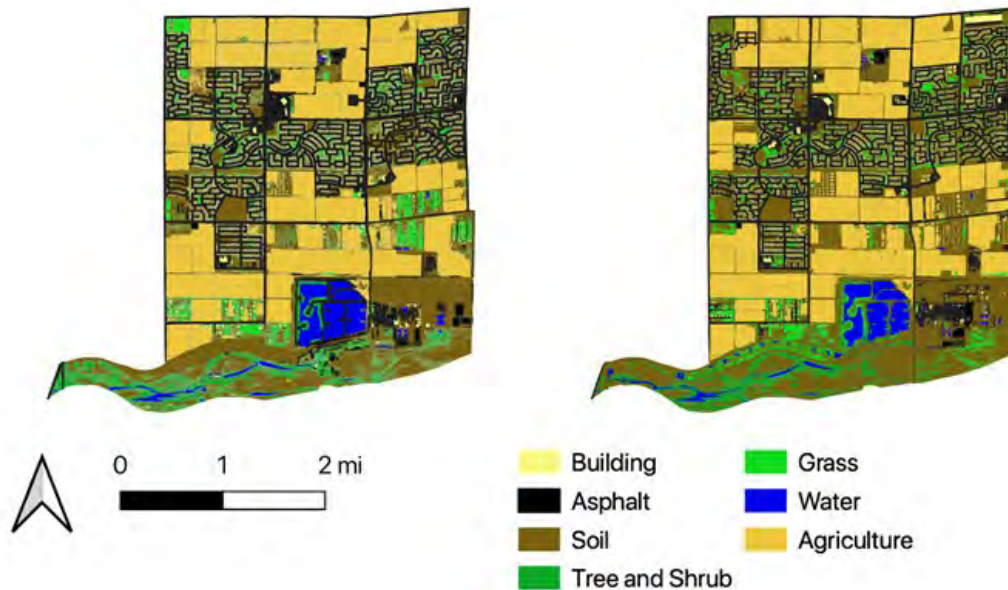 0 1 2 mi
Building
Asphalt
Soil
Tree and Shrub
Grass
Water
Agriculture